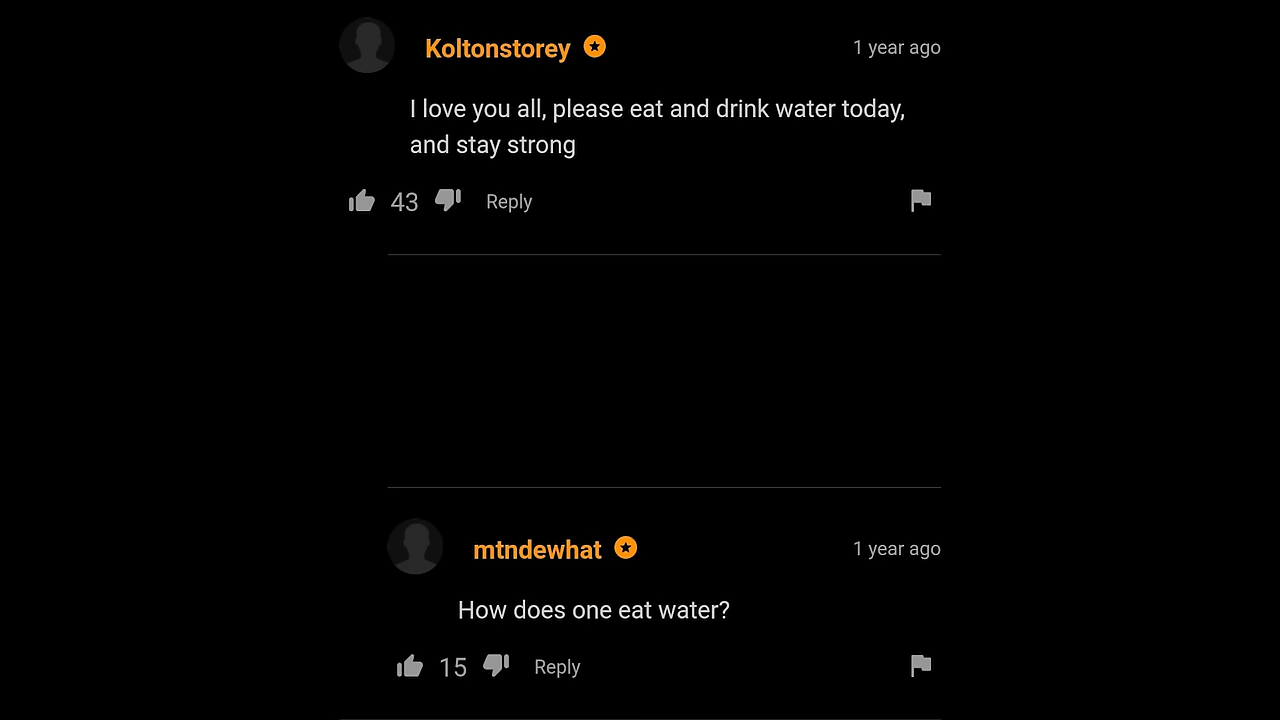 Koltonstorey
1 year ago
I love you all, please eat and drink water today,
and stay strong
43 Reply
mtndewhat
1 year ago
How does one eat water?
15 Reply